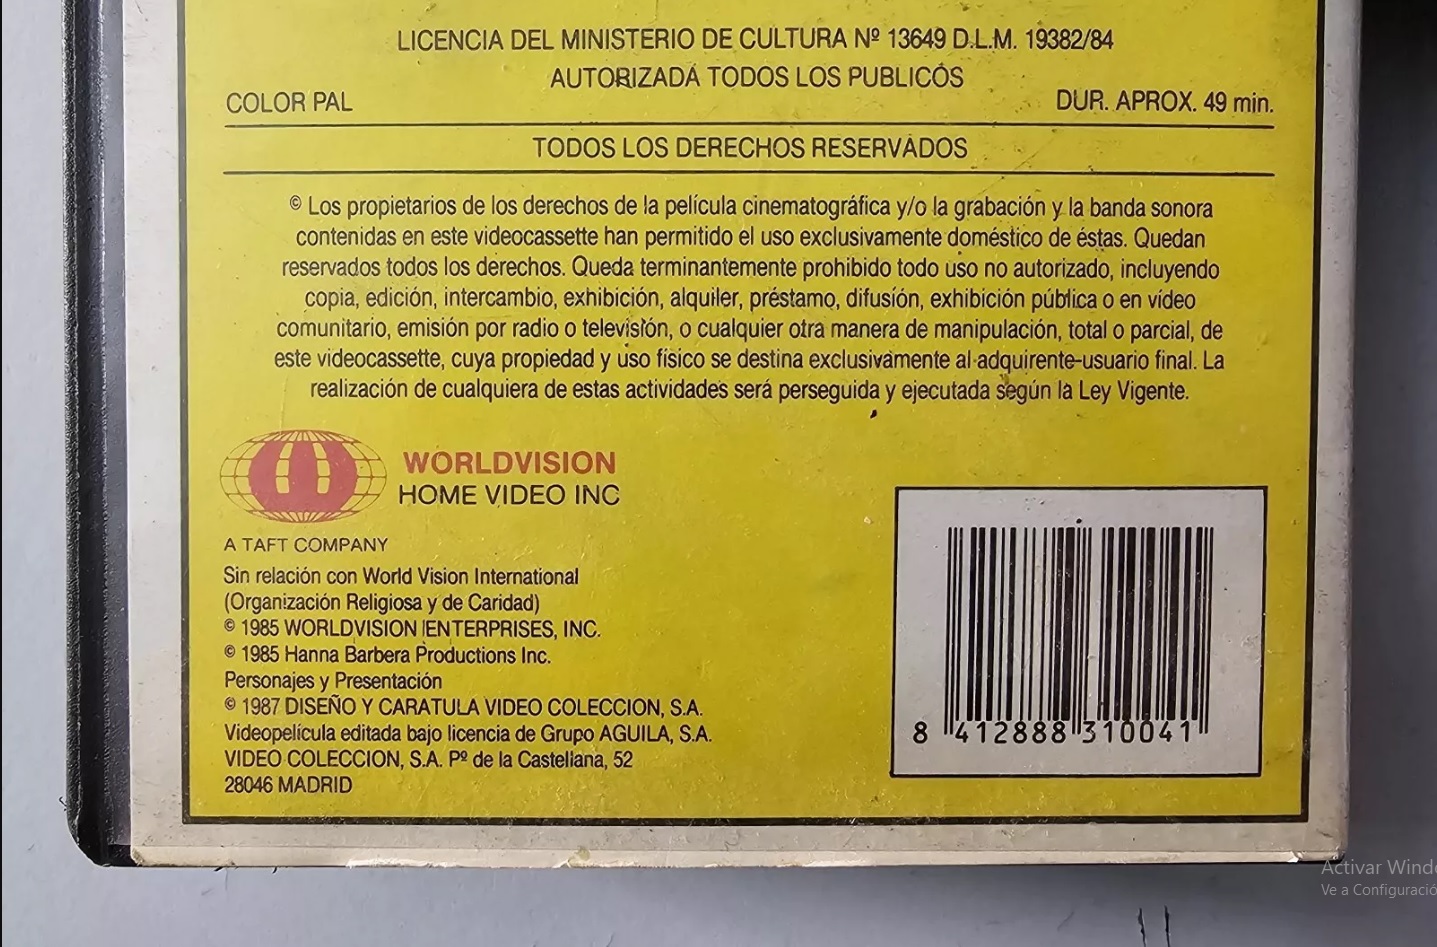 LICENCIA DEL MINISTERIO DE CULTURA Nº 13649 D.L.M. 19382/84
AUTORIZADA TODOS LOS PUBLICOS
COLOR PAL DUR. APROX. 49 min.
TODOS LOS DERECHOS RESERVADOS
© Los propietarios de los derechos de la película cinematográfica y/o la grabación y la banda sonora
contenidas en este videocassette han permitido el uso exclusivamente doméstico de éstas. Quedan
reservados todos los derechos. Queda terminantemente prohibido todo uso no autorizado, incluyendo
copia, edición, intercambio, exhibición, alquiler, préstamo, difusión, exhibición pública o en vídeo
comunitario, emisión por radio o televisión, o cualquier otra manera de manipulación, total o parcial, de
este videocassette, cuya propiedad y uso físico se destina exclusivamente al adquirente-usuario final. La
realización de cualquiera de estas actividades será perseguida y ejecutada según la Ley Vigente.
WORLDVISION
HOME VIDEO INC
A TAFT COMPANY
Sin relación con World Vision International
(Organización Religiosa y de Caridad)
© 1985 WORLDVISION ENTERPRISES, INC.
© 1985 Hanna Barbera Productions Inc.
Personajes y Presentación
© 1987 DISEÑO Y CARATULA VIDEO COLECCION, S.A.
Videopelícula editada bajo licencia de Grupo AGUILA, S.A.
VIDEO COLECCION, S.A. Pº de la Castellana, 52
28046 MADRID
8 412888 310041
Activar Windo
Ve a Configuració